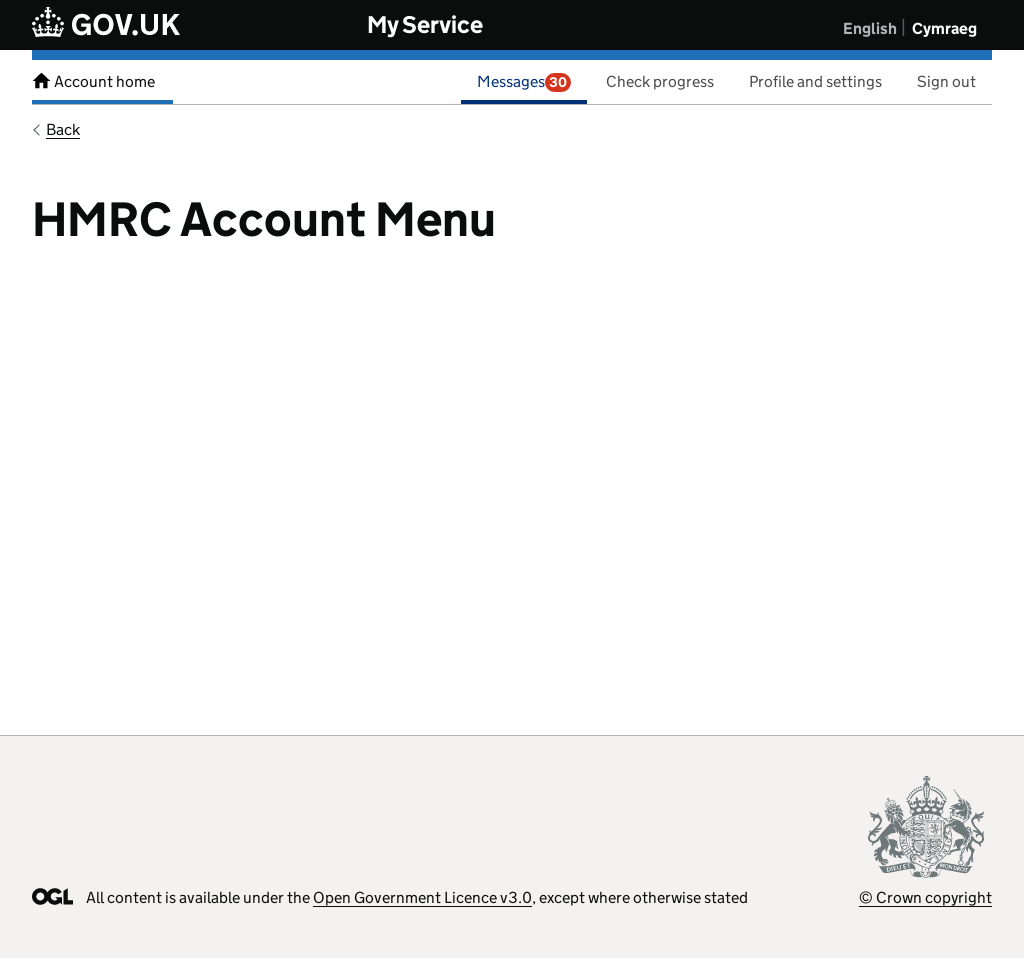 GOV.UK My Service English Cymraeg
Account home Messages 30 Check progress Profile and settings Sign out
Back
HMRC Account Menu
OGL All content is available under the Open Government Licence v3.0, except where otherwise stated © Crown copyright